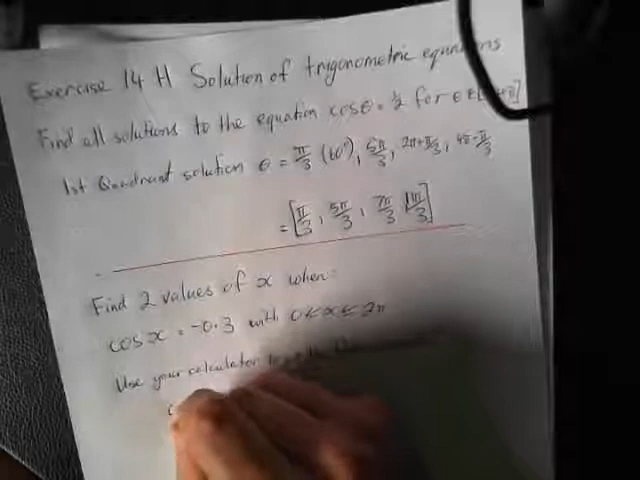 Exercise 14 H Solution of trigonometric equations
Find all solutions to the equation cosθ = ½ for θ ∈
1st Quadrant solution θ = π/3 (60°), 5π/3, 2π+π/3, 4π-π/3
= [π/3, 5π/3, 7π/3, 11π/3]
Find 2 values of x when:
cos x = -0.3 with 0 ≤ x ≤ 2π
Use your calculator